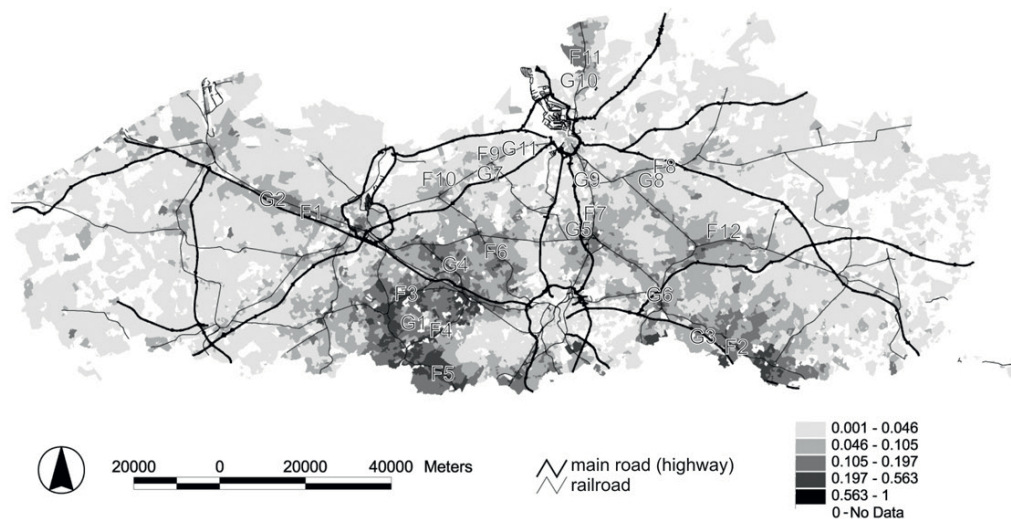 F11
G10
F9 G11
G7
F8
G8
G9
F10
G2
F1
F7
G5
F12
F6
G4
F3
G6
G1
F4
G3
F2
F5
20000 0 20000 40000 Meters
main road (highway)
railroad
0.001 - 0.046
0.046 - 0.105
0.105 - 0.197
0.197 - 0.563
0.563 - 1
0 - No Data